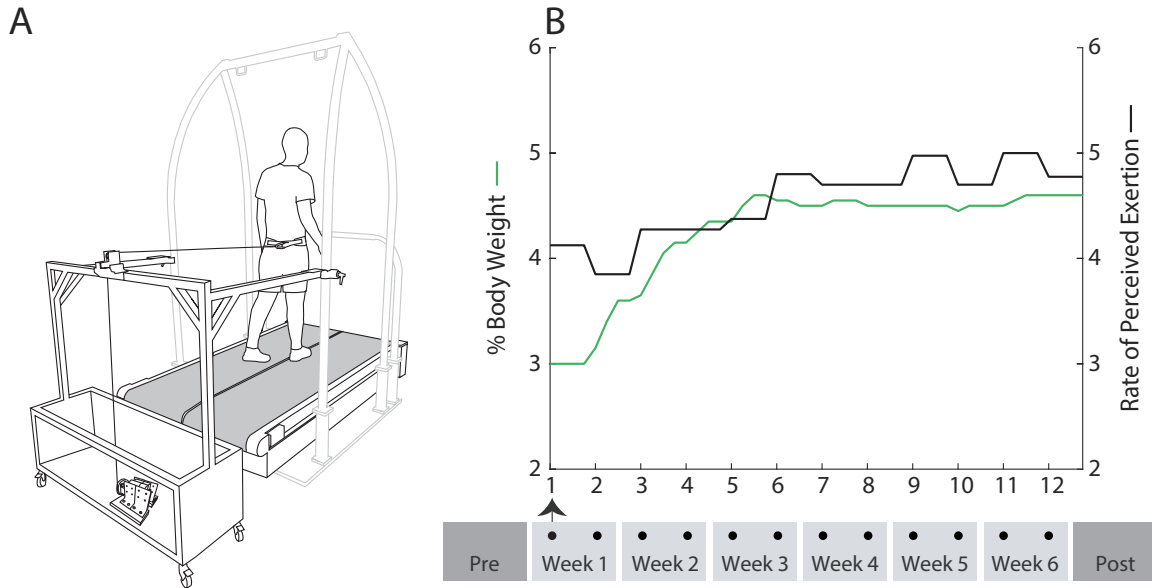 A
B
6
5
4
3
2
% Body Weight —
6
5
4
3
2
Rate of Perceived Exertion —
1 2 3 4 5 6 7 8 9 10 11 12
Pre Week 1 Week 2 Week 3 Week 4 Week 5 Week 6 Post